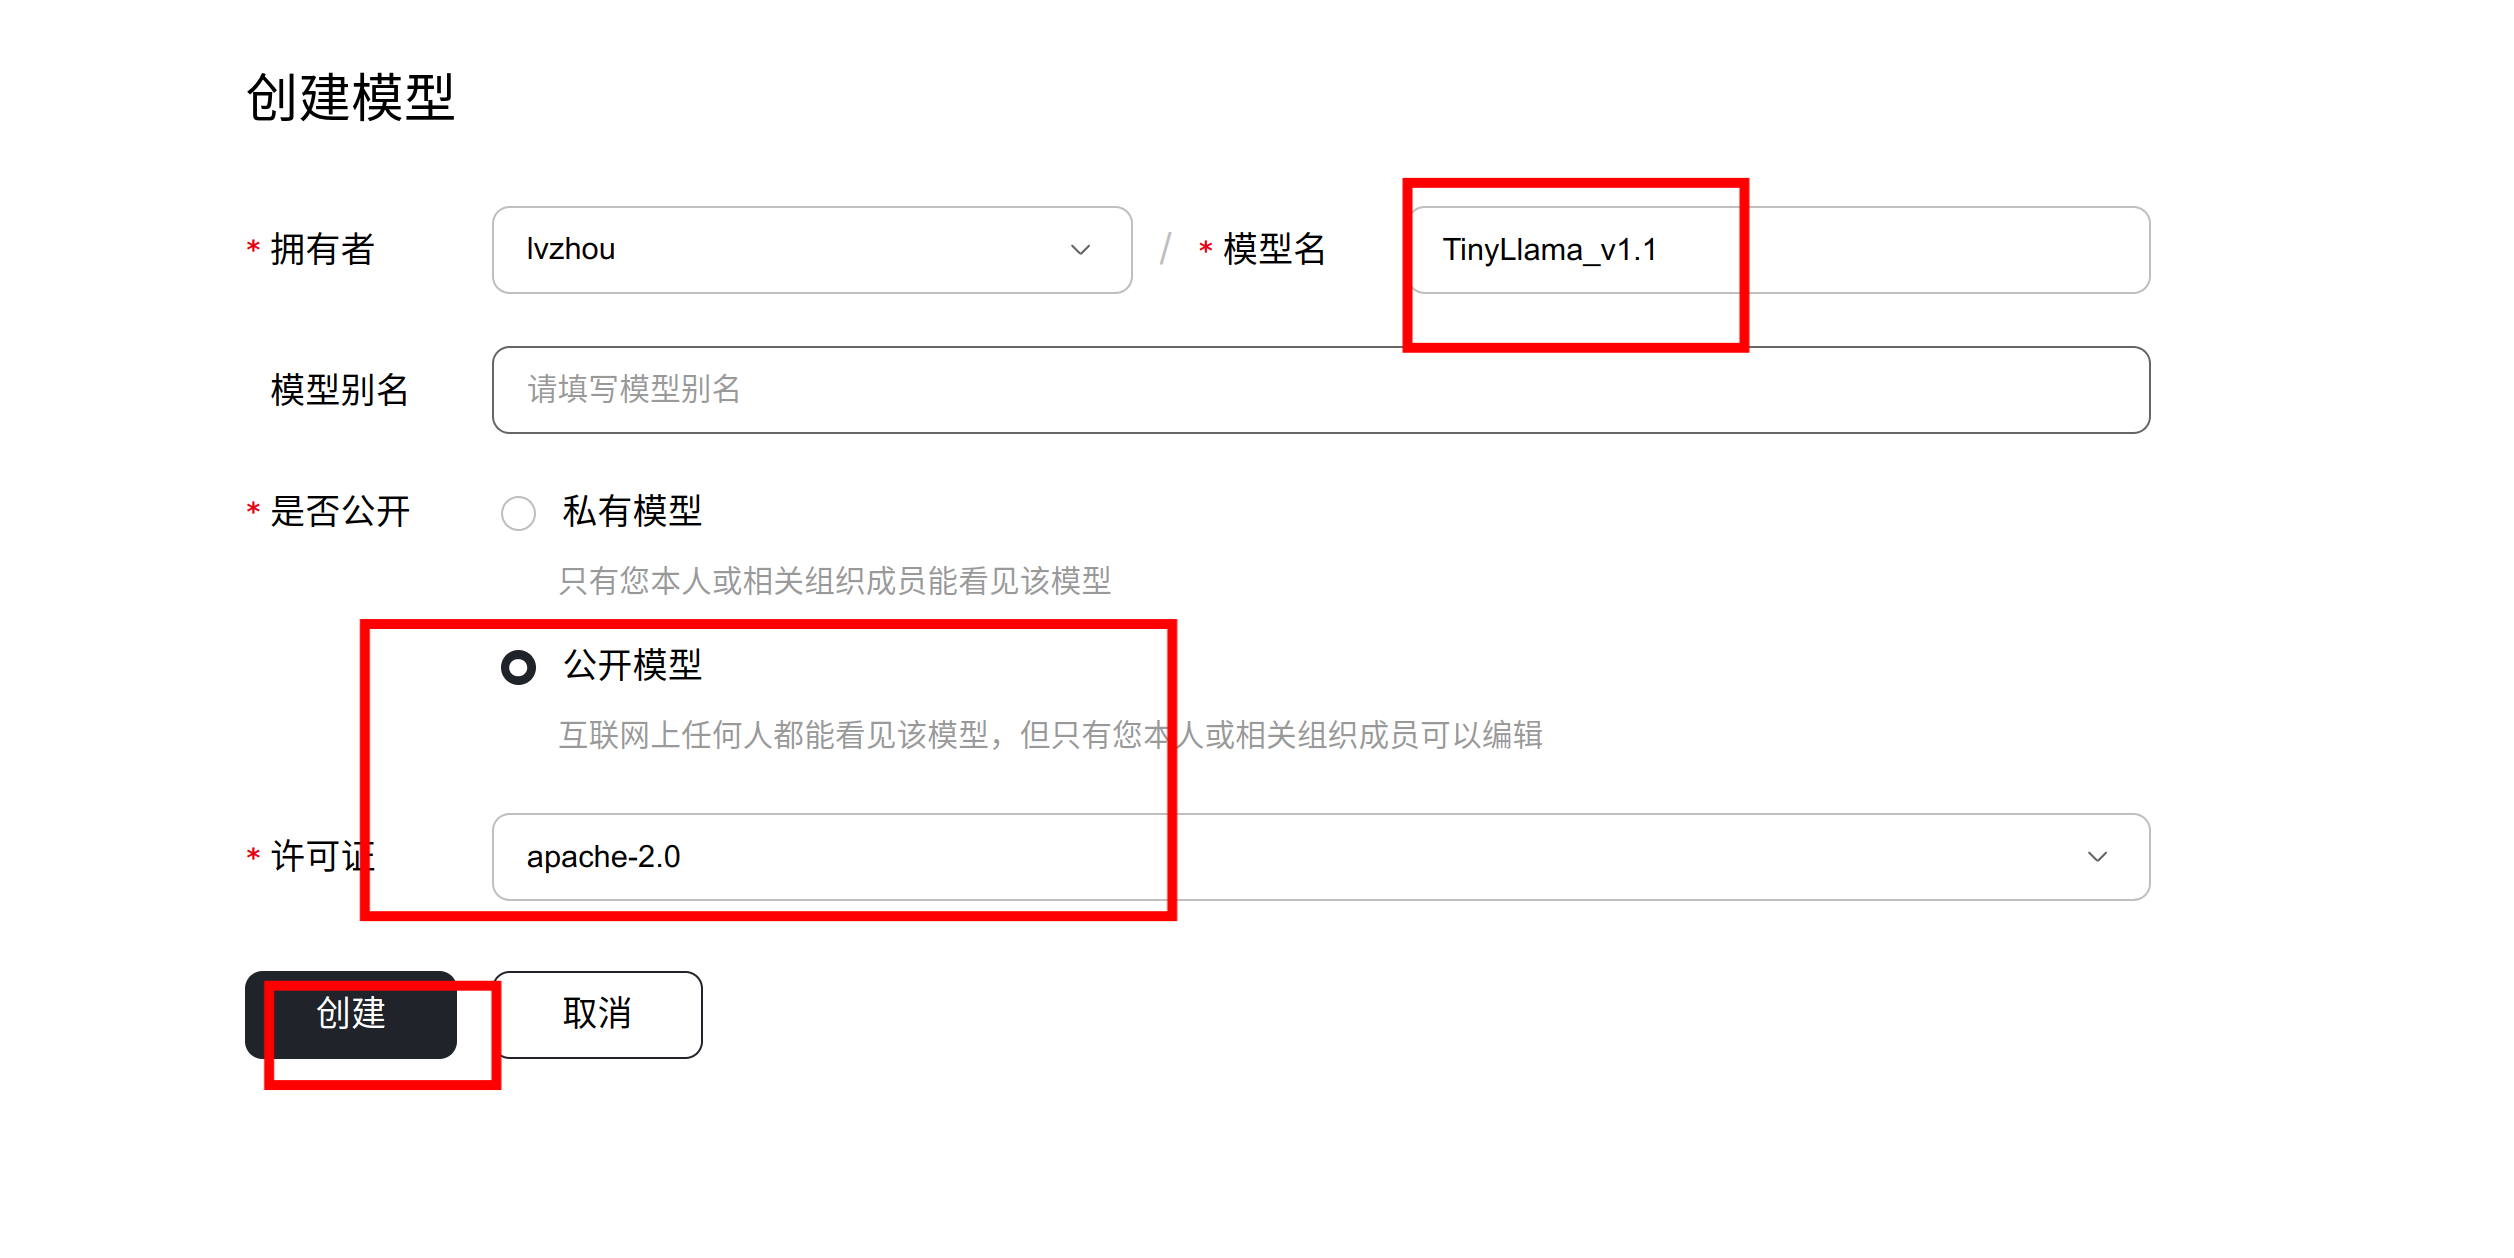 创建模型
* 拥有者 lvzhou / * 模型名 TinyLlama_v1.1
模型别名 请填写模型别名
* 是否公开 私有模型
只有您本人或相关组织成员能看见该模型
公开模型
互联网上任何人都能看见该模型，但只有您本人或相关组织成员可以编辑
* 许可证 apache-2.0
创建 取消